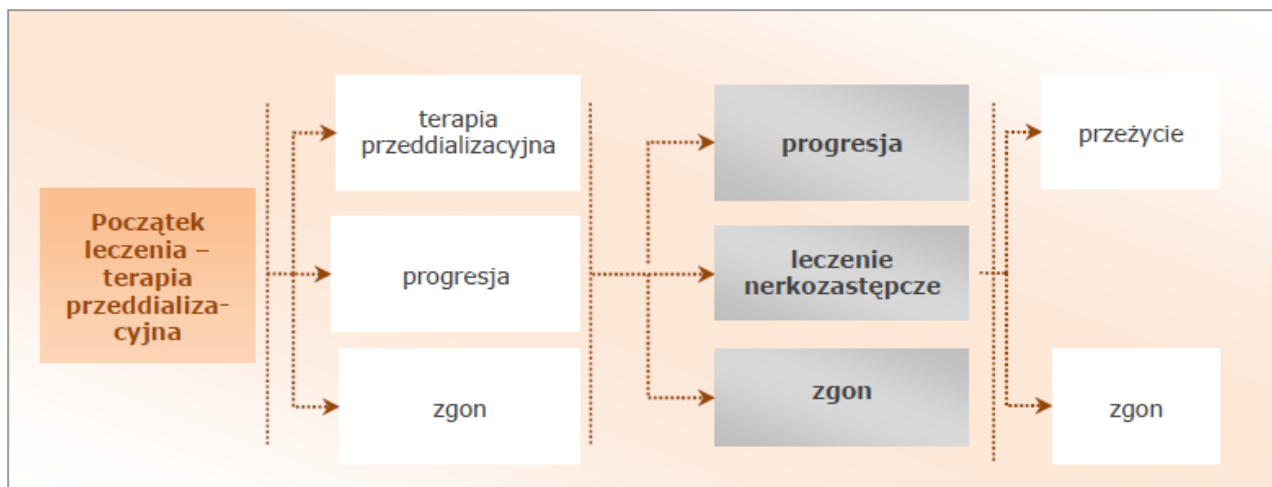 Początek
leczenia –
terapia
przeddializa-
cyjna
terapia
przeddializacyjna
progresja
zgon
progresja
leczenie
nerkozastępcze
zgon
przeżycie
zgon